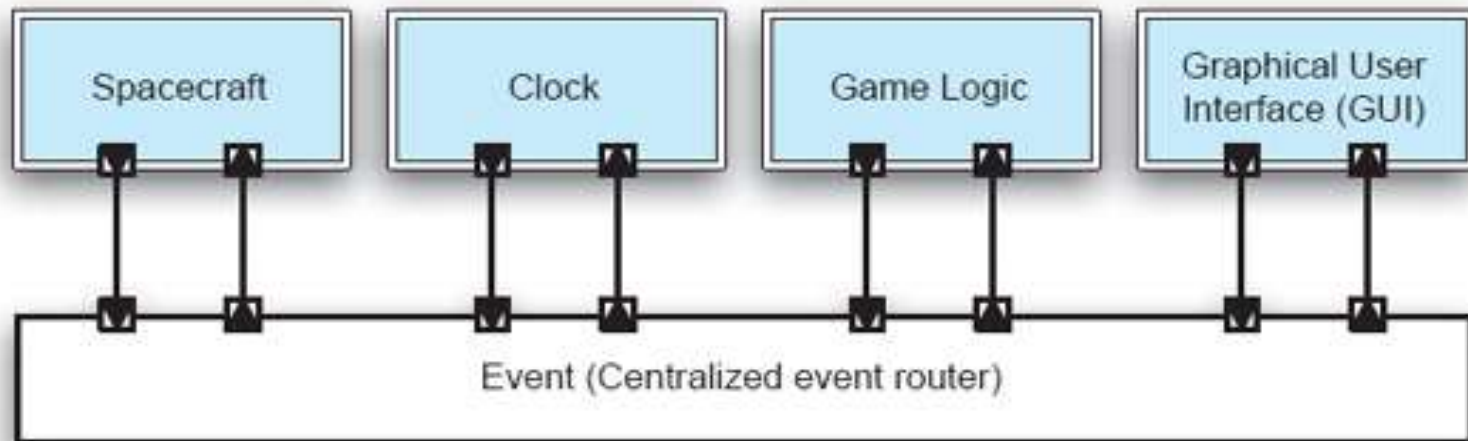 Spacecraft
Clock
Game Logic
Graphical User
Interface (GUI)
Event (Centralized event router)